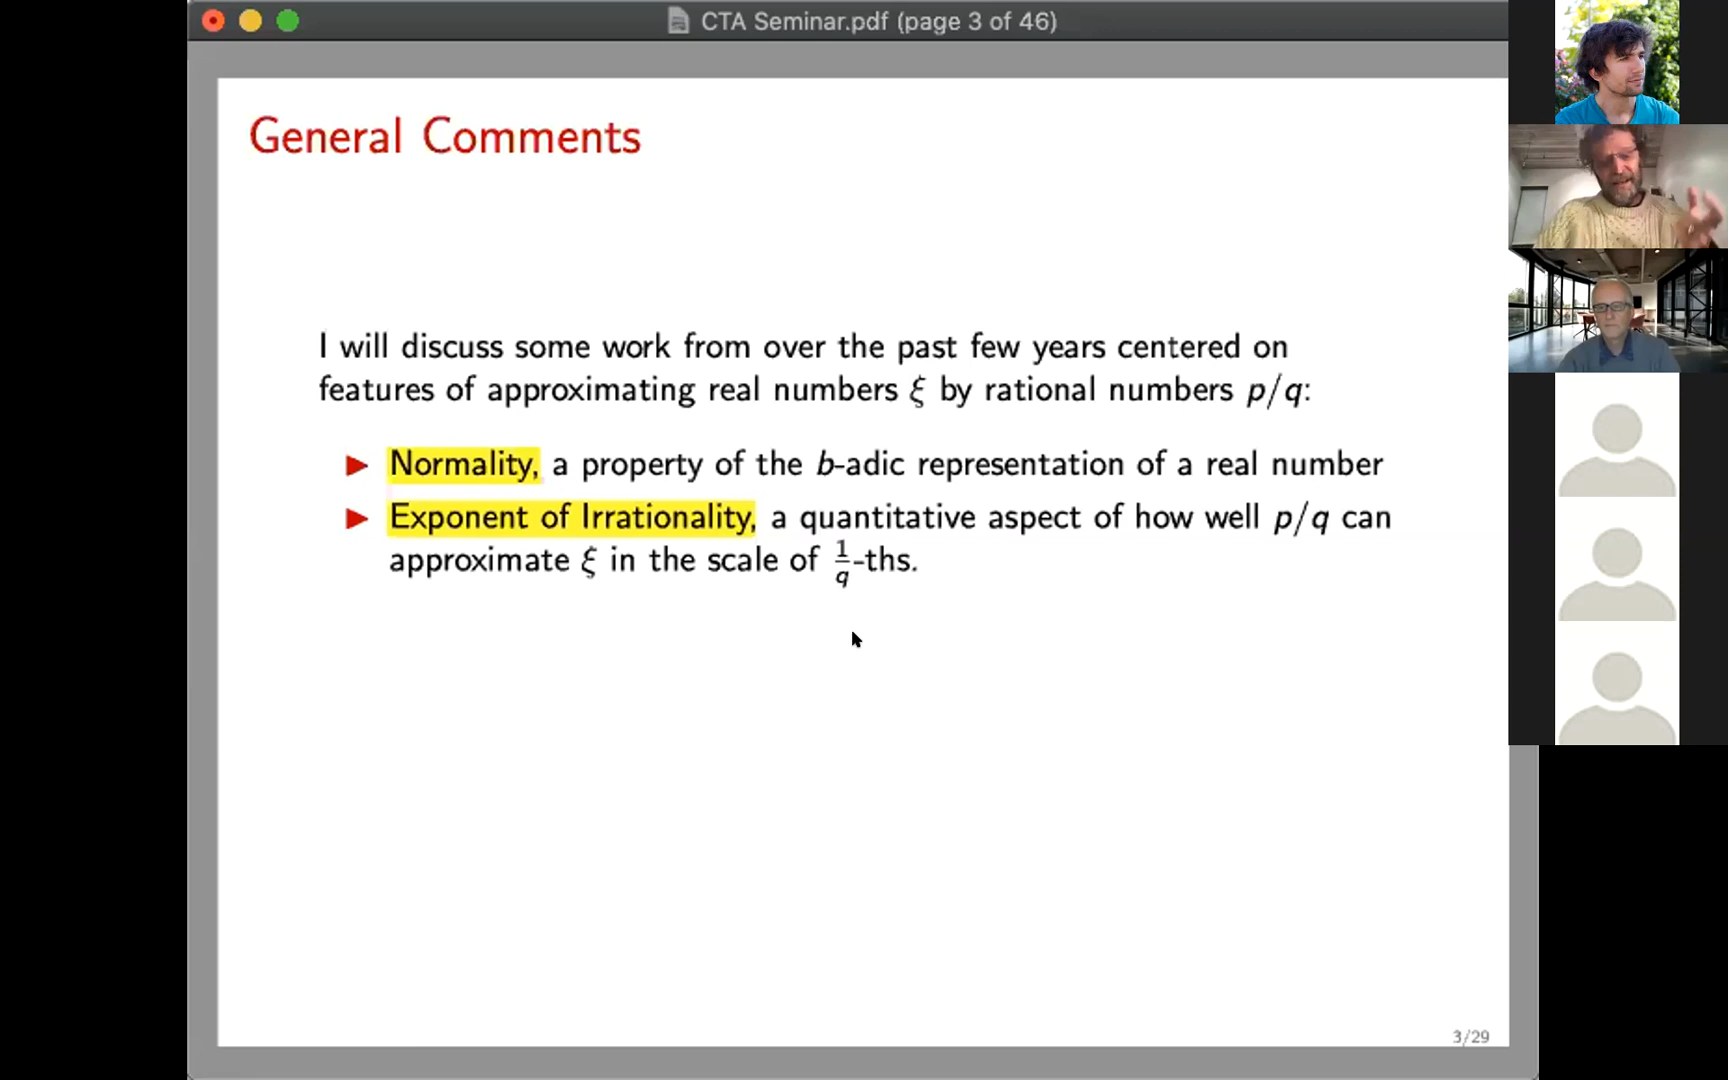 CTA Seminar.pdf (page 3 of 46)
General Comments
I will discuss some work from over the past few years centered on
features of approximating real numbers ξ by rational numbers p/q:
▶ Normality, a property of the b-adic representation of a real number
▶ Exponent of Irrationality, a quantitative aspect of how well p/q can
approximate ξ in the scale of 1/q-ths.
3/29